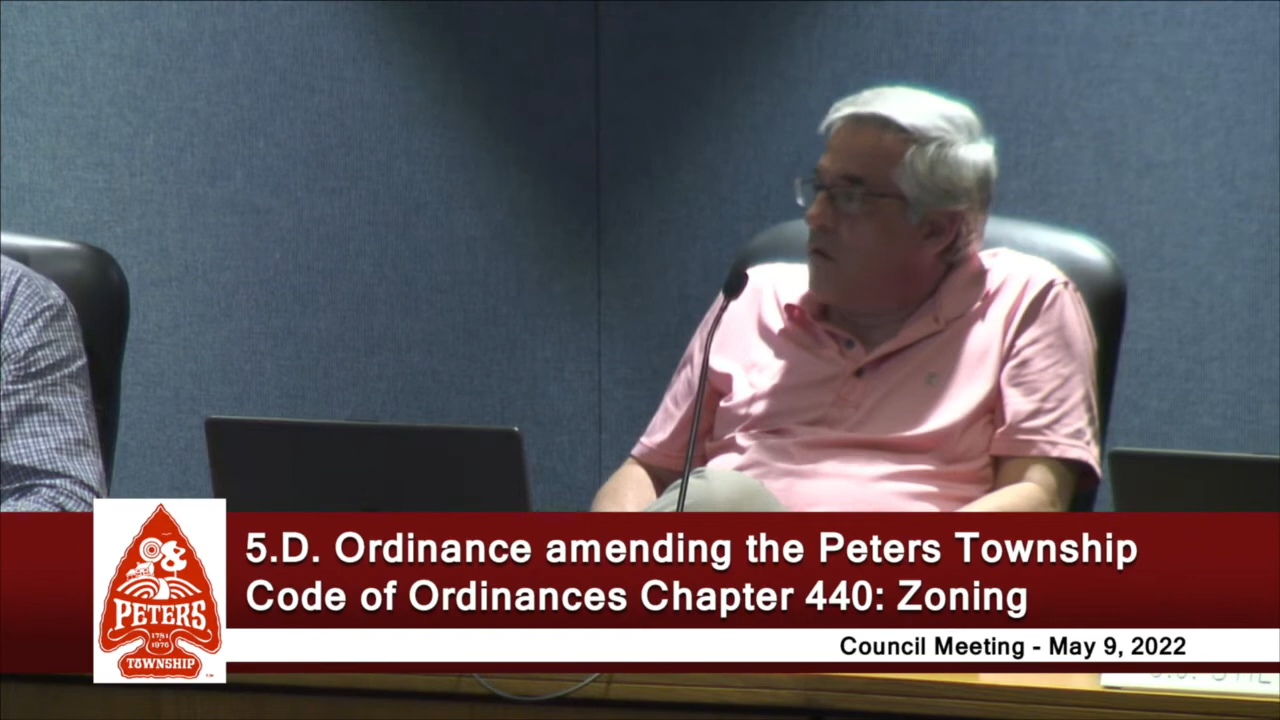 5.D. Ordinance amending the Peters Township
Code of Ordinances Chapter 440: Zoning
Council Meeting - May 9, 2022
PETERS
1781
1976
TOWNSHIP